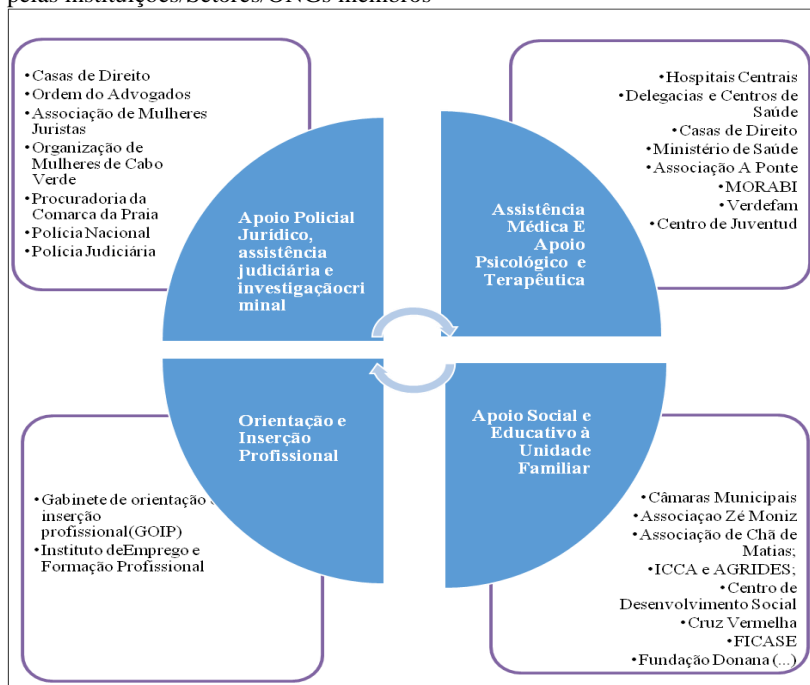 pelas instituições/Setores/ONGs membros
•Casas de Direito
•Ordem do Advogados
•Associação de Mulheres
Juristas
•Organização de
Mulheres de Cabo
Verde
•Procuradoria da
Comarca da Praia
•Polícia Nacional
•Polícia Judiciária
Apoio Policial
Jurídico,
assistência
judiciária e
investigaçãocri
minal
•Hospitais Centrais
•Delegacias e Centros de
Saúde
•Casas de Direito
•Ministério de Saúde
•Associação A Ponte
•MORABI
•Verdefam
•Centro de Juventud
Assistência
Médica E
Apoio
Psicológico e
Terapêutica
Orientação e
Inserção
Profissional
•Gabinete de orientação
inserção
profissional(GOIP)
•Instituto deEmprego e
Formação Profissional
Apoio Social e
Educativo à
Unidade
Familiar
•Câmaras Municipais
•Associaçao Zé Moniz
•Associação de Chã de
Matias;
•ICCA e AGRIDES;
•Centro de
Desenvolvimento Social
•Cruz Vermelha
•FICASE
•Fundação Donana (...)